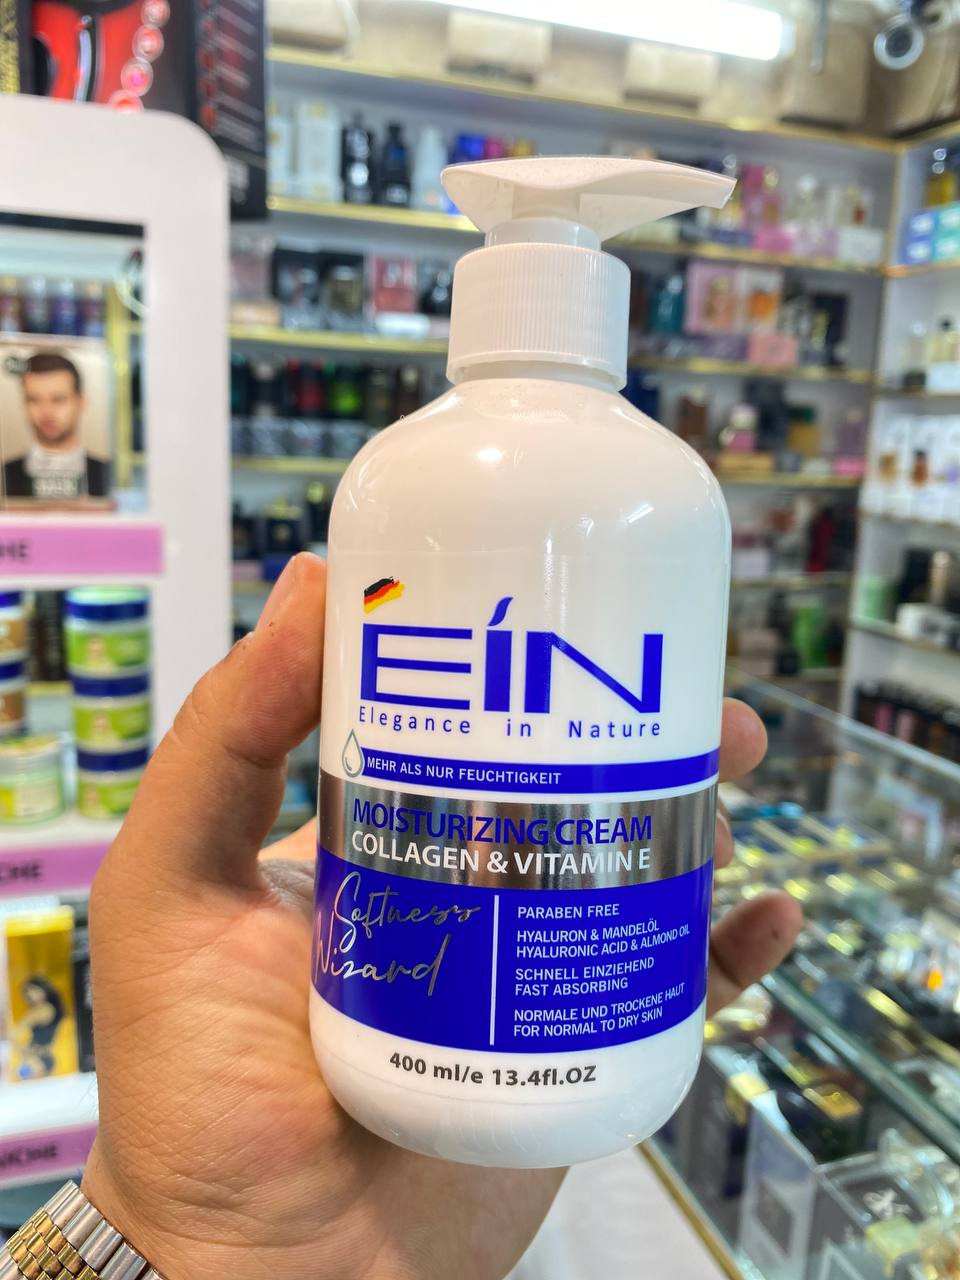 EÍN
Elegance in Nature
MEHR ALS NUR FEUCHTIGKEIT
MOISTURIZING CREAM
COLLAGEN & VITAMIN E
Softness
Wizard
PARABEN FREE
HYALURON & MANDELÖL
HYALURONIC ACID & ALMOND OIL
SCHNELL EINZIEHEND
FAST ABSORBING
NORMALE UND TROCKENE HAUT
FOR NORMAL TO DRY SKIN
400 ml/e 13.4fl.OZ